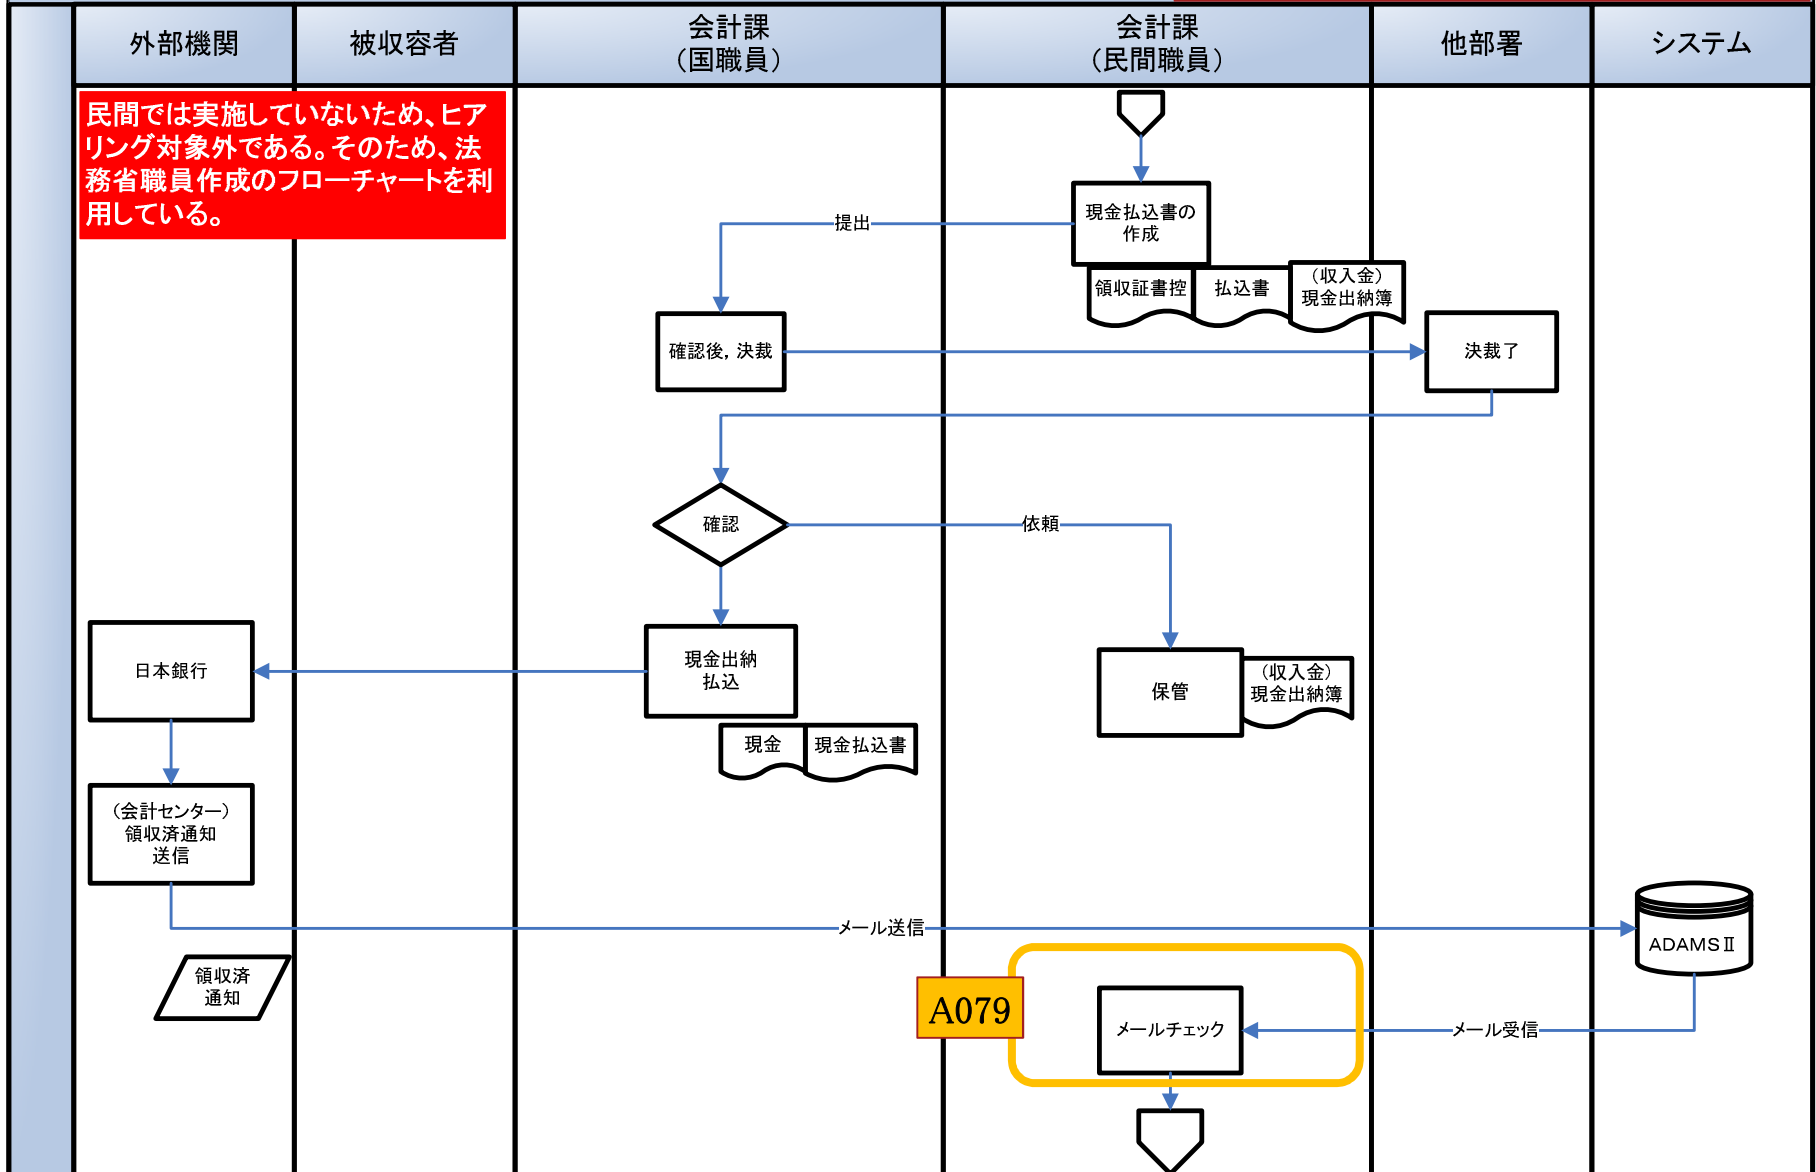 外部機関
被収容者
会計課
（国職員）
会計課
（民間職員）
他部署
システム
民間では実施していないため、ヒア
リング対象外である。そのため、法
務省職員作成のフローチャートを利
用している。
現金払込書の
作成
提出
領収証書控
払込書
（収入金）
現金出納簿
確認後，決裁
決裁了
確認
依頼
日本銀行
現金出納
払込
保管
（収入金）
現金出納簿
現金
現金払込書
（会計センター）
領収済通知
送信
メール送信
ADAMSⅡ
領収済
通知
A079
メールチェック
メール受信